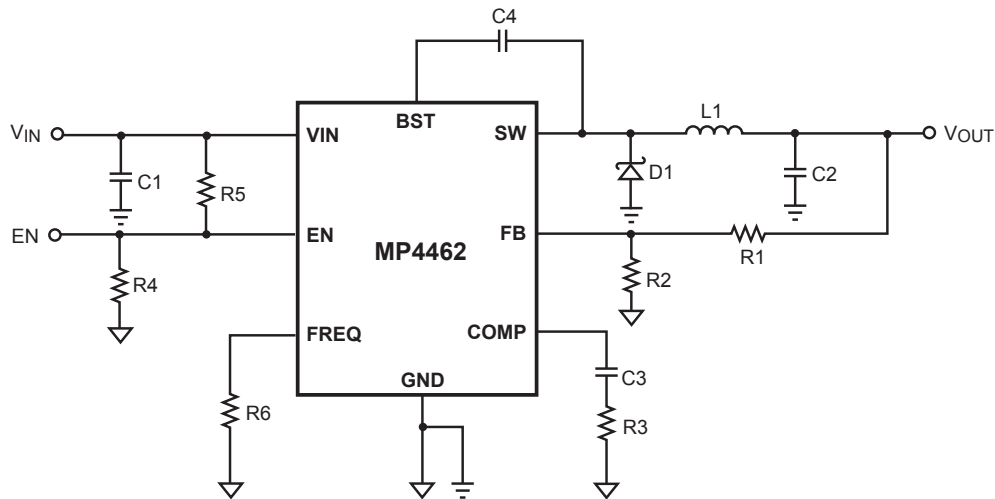 C4
VIN
VIN
BST
SW
L1
VOUT
C1
R5
D1
C2
EN
EN
FB
MP4462
R1
R4
R2
FREQ
COMP
GND
C3
R6
R3